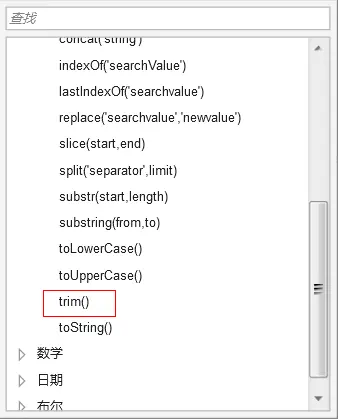 查找
concat('string')
indexOf('searchValue')
lastIndexOf('searchvalue')
replace('searchvalue','newvalue')
slice(start,end)
split('separator',limit)
substr(start,length)
substring(from,to)
toLowerCase()
toUpperCase()
trim()
toString()
数学
日期
布尔